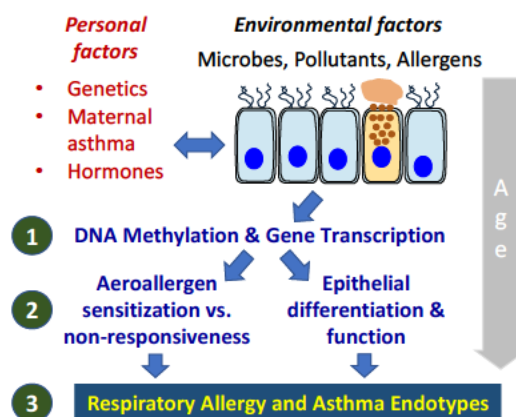 Personal factors
Environmental factors
Microbes, Pollutants, Allergens
• Genetics
• Maternal asthma
• Hormones
Age
1 DNA Methylation & Gene Transcription
2
Aeroallergen
sensitization vs.
non-responsiveness
Epithelial
differentiation &
function
3 Respiratory Allergy and Asthma Endotypes